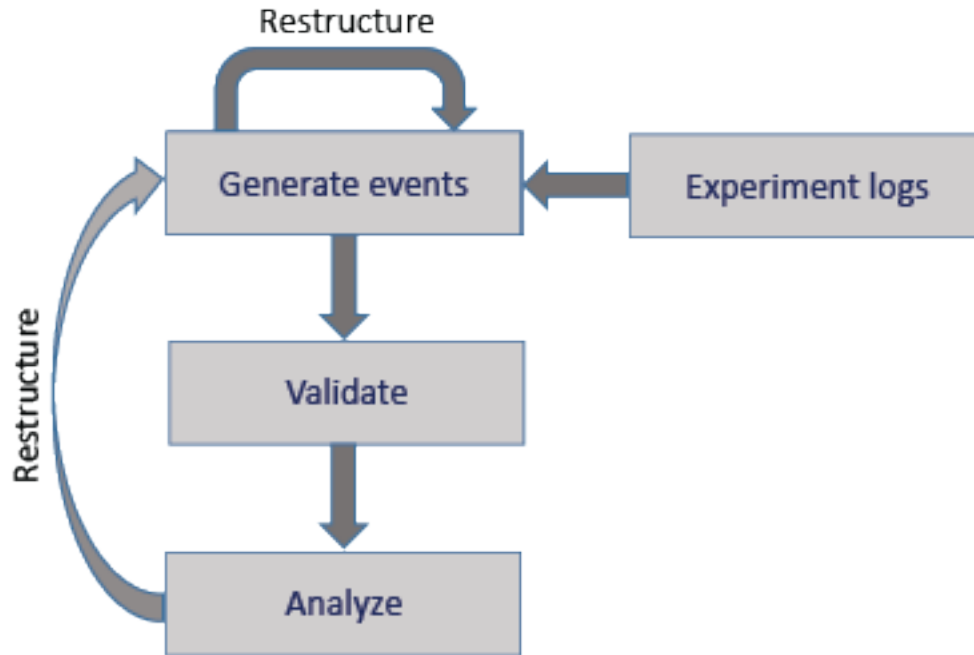 Restructure
Generate events
Experiment logs
Restructure
Validate
Analyze